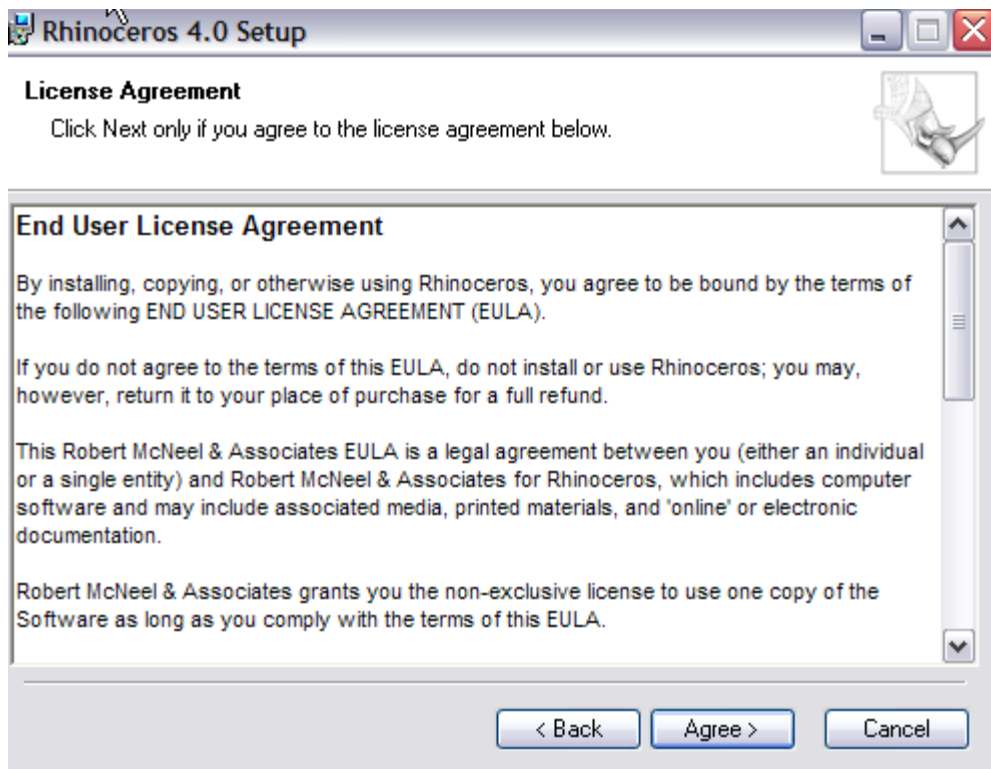 Rhinoceros 4.0 Setup
License Agreement
Click Next only if you agree to the license agreement below.
End User License Agreement
By installing, copying, or otherwise using Rhinoceros, you agree to be bound by the terms of
the following END USER LICENSE AGREEMENT (EULA).
If you do not agree to the terms of this EULA, do not install or use Rhinoceros; you may,
however, return it to your place of purchase for a full refund.
This Robert McNeel & Associates EULA is a legal agreement between you (either an individual
or a single entity) and Robert McNeel & Associates for Rhinoceros, which includes computer
software and may include associated media, printed materials, and 'online' or electronic
documentation.
Robert McNeel & Associates grants you the non-exclusive license to use one copy of the
Software as long as you comply with the terms of this EULA.
< Back
Agree >
Cancel